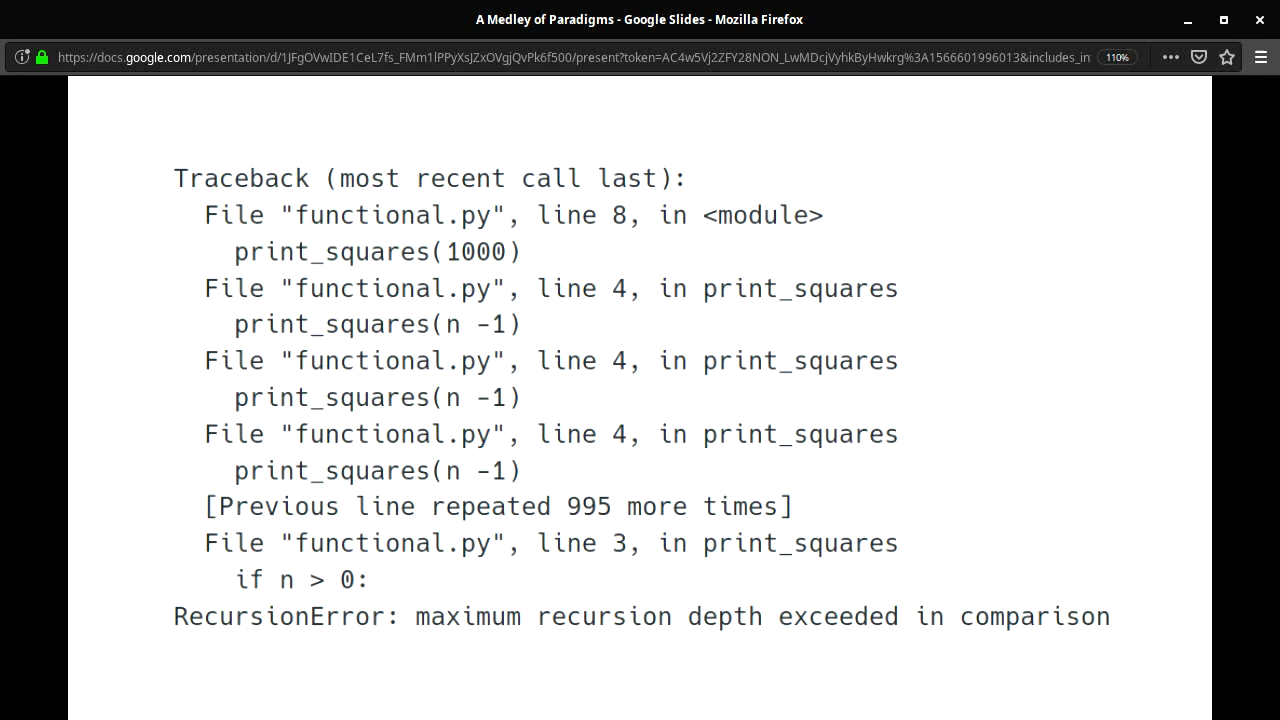 A Medley of Paradigms - Google Slides - Mozilla Firefox
https://docs.google.com/presentation/d/1JFgOVwIDE1CeL7fs_FMm1lPPyXsJZxOVgjQvPk6f500/present?token=AC4w5Vj2ZFY28NON_LwMDcjVyhkByHwkrg%3A1566601996013&includes_in
110%
Traceback (most recent call last):
  File "functional.py", line 8, in <module>
    print_squares(1000)
  File "functional.py", line 4, in print_squares
    print_squares(n -1)
  File "functional.py", line 4, in print_squares
    print_squares(n -1)
  File "functional.py", line 4, in print_squares
    print_squares(n -1)
  [Previous line repeated 995 more times]
  File "functional.py", line 3, in print_squares
    if n > 0:
RecursionError: maximum recursion depth exceeded in comparison